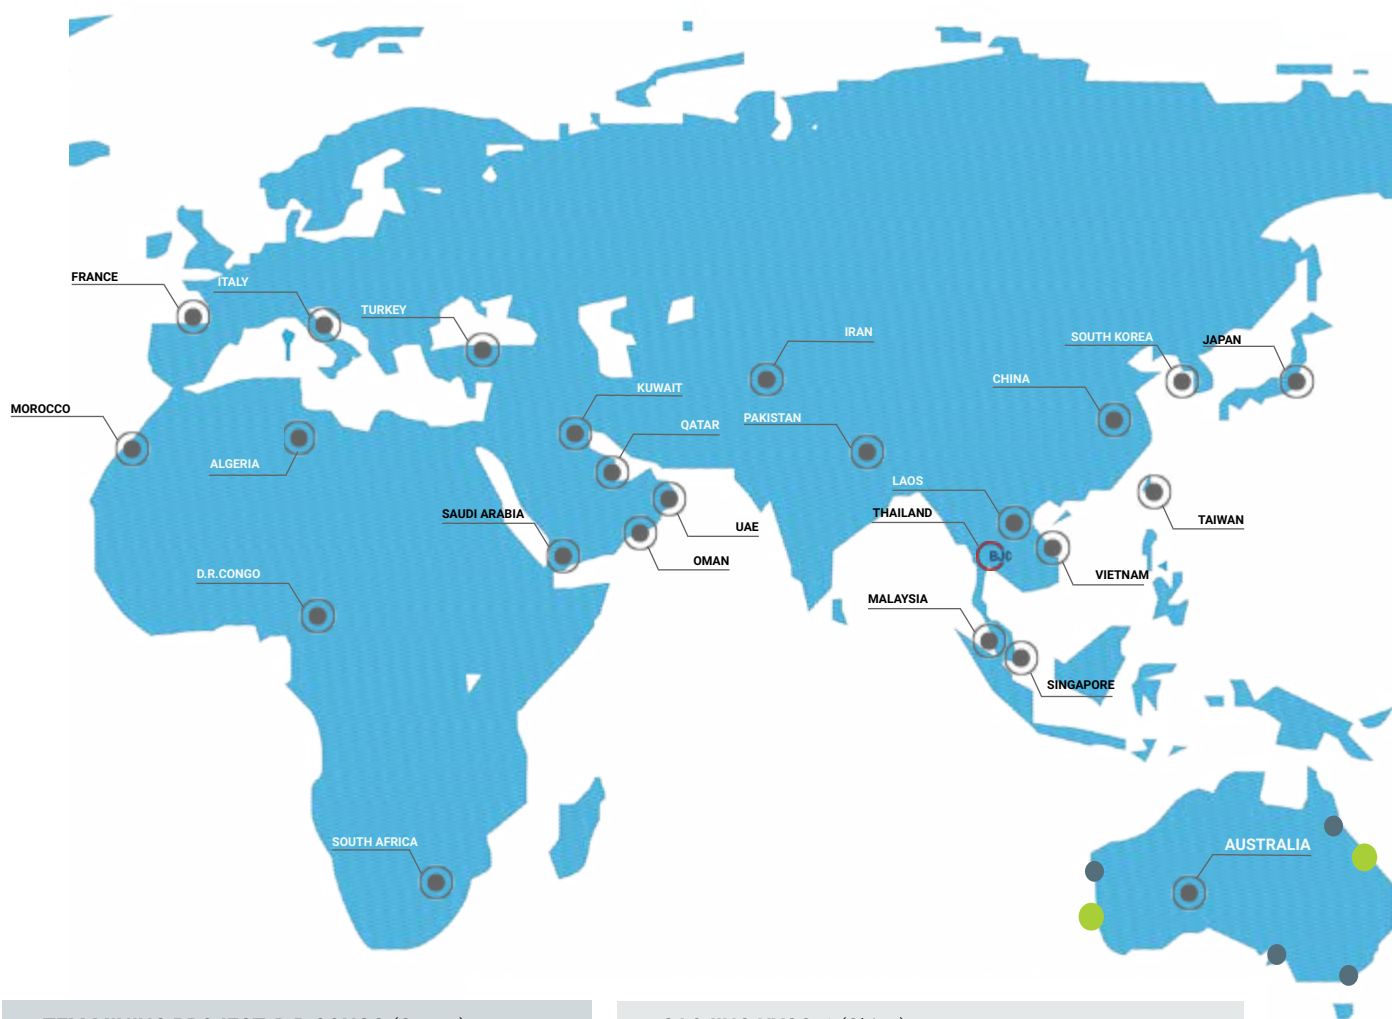 FRANCE
ITALY
TURKEY
IRAN
SOUTH KOREA
JAPAN
KUWAIT
CHINA
MOROCCO
QATAR
PAKISTAN
ALGERIA
LAOS
SAUDI ARABIA
THAILAND
UAE
TAIWAN
BJC
OMAN
D.R.CONGO
VIETNAM
MALAYSIA
SINGAPORE
SOUTH AFRICA
AUSTRALIA